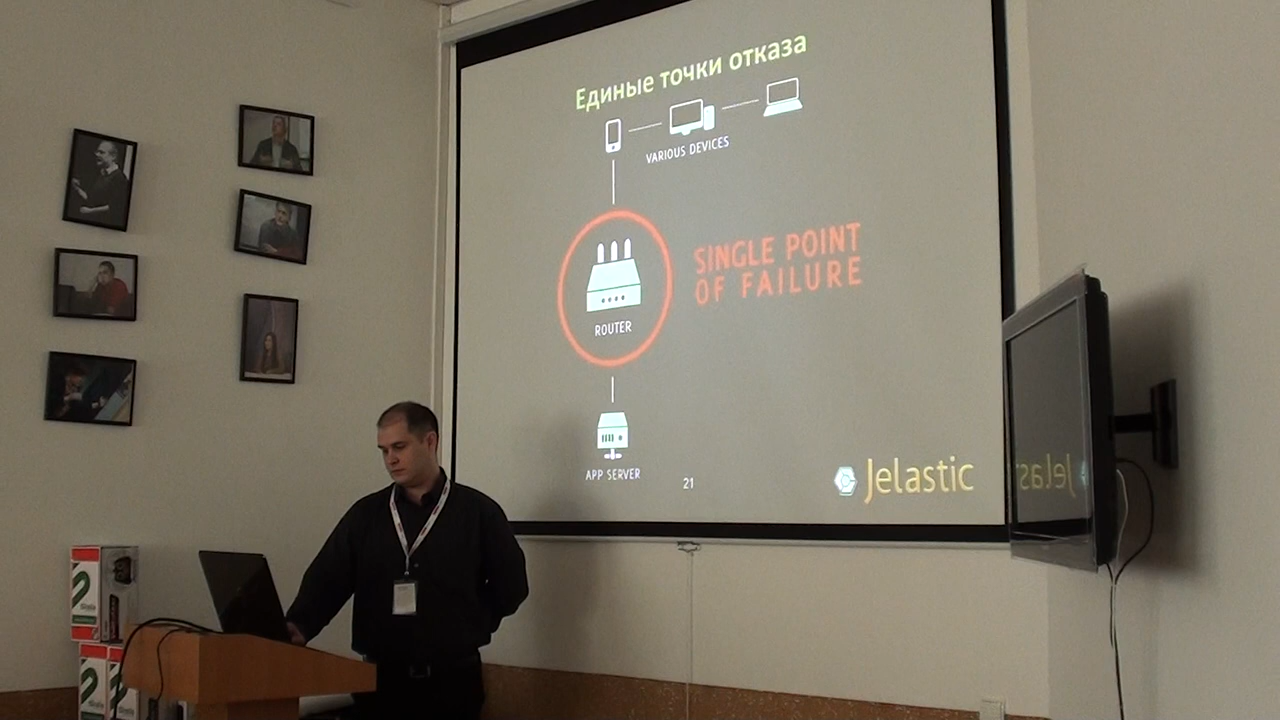 Единые точки отказа
VARIOUS DEVICES
SINGLE POINT
OF FAILURE
ROUTER
APP SERVER
21
Jelastic